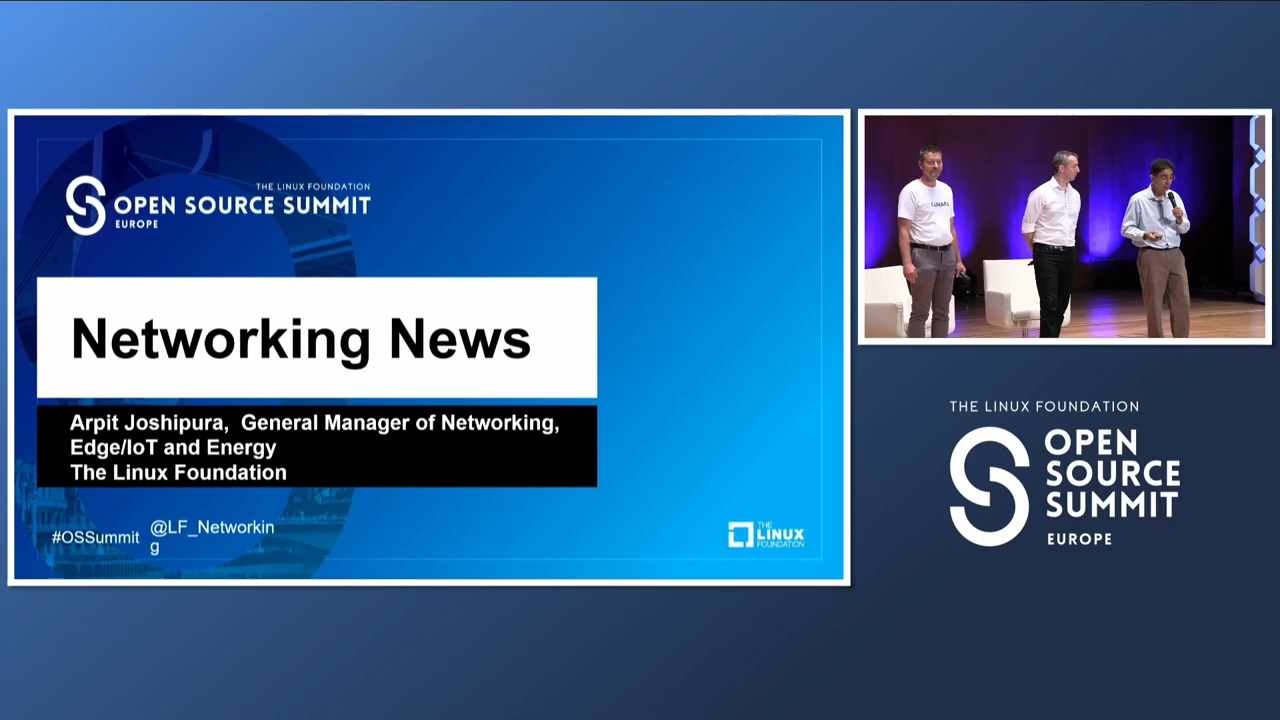 THE LINUX FOUNDATION
OPEN SOURCE SUMMIT
EUROPE
Networking News
Arpit Joshipura,  General Manager of Networking,
Edge/IoT and Energy
The Linux Foundation
#OSSummit
@LF_Networkin
g
THE
LINUX
FOUNDATION
THE LINUX FOUNDATION
OPEN
SOURCE
SUMMIT
EUROPE